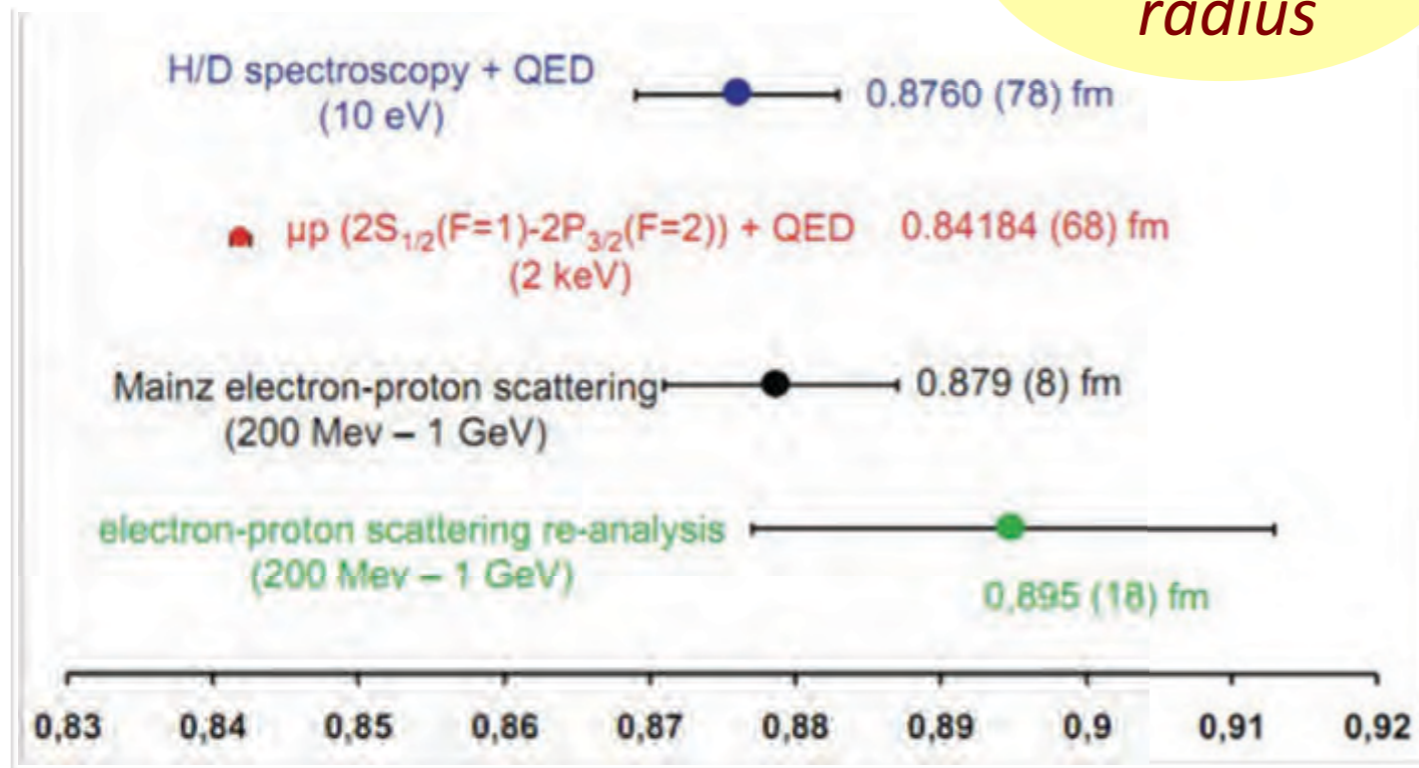 radius
H/D spectroscopy + QED
(10 eV)
0.8760 (78) fm
μp (2S1/2(F=1)-2P3/2(F=2)) + QED 0.84184 (68) fm
(2 keV)
Mainz electron-proton scattering
(200 Mev – 1 GeV)
0.879 (8) fm
electron-proton scattering re-analysis
(200 Mev – 1 GeV)
0,895 (18) fm
0,83 0,84 0,85 0,86 0,87 0,88 0,89 0,9 0,91 0,92